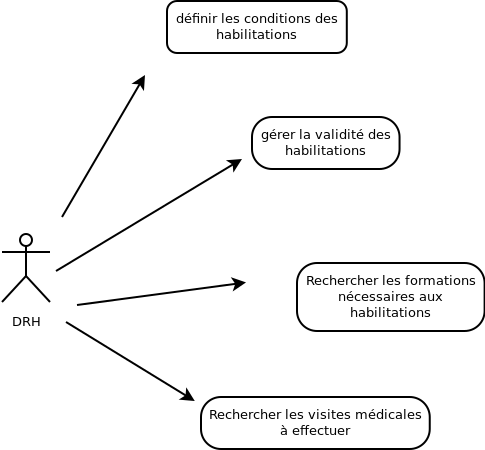 définir les conditions des
habilitations
gérer la validité des
habilitations
Rechercher les formations
nécessaires aux
habilitations
DRH
Rechercher les visites médicales
à effectuer